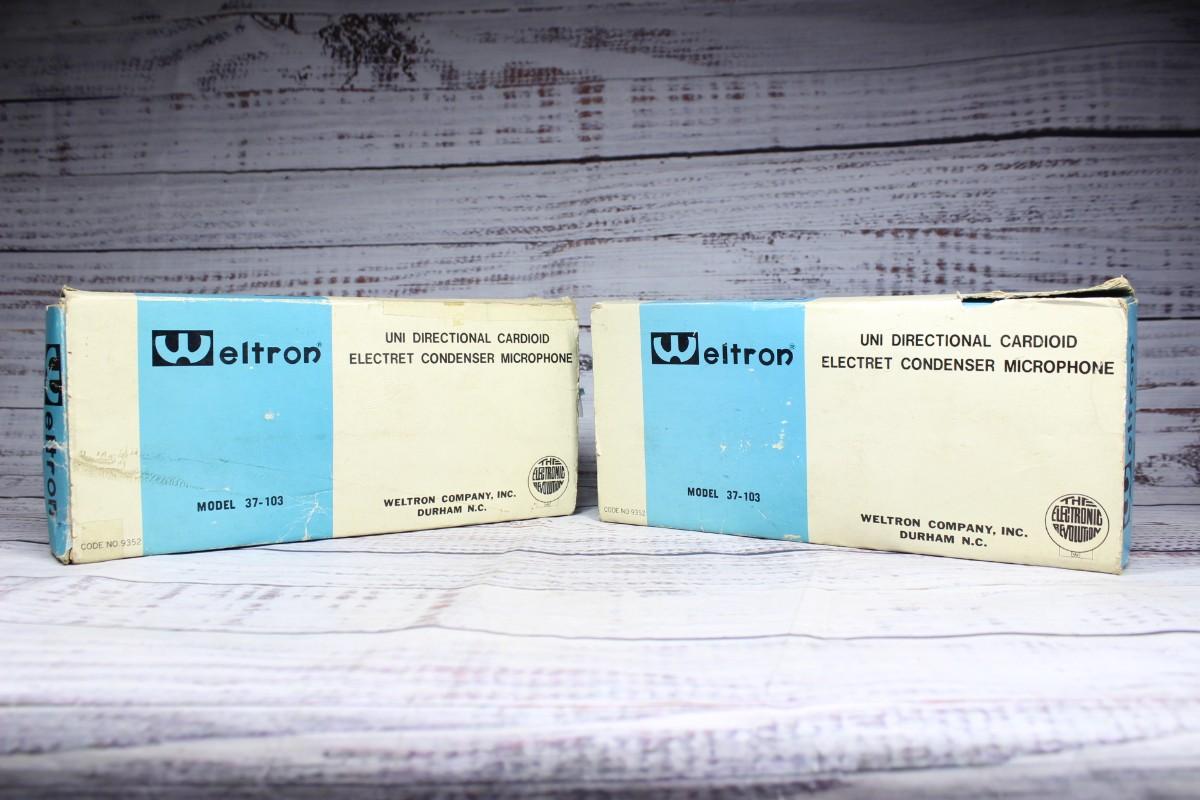 Weltron®
UNI DIRECTIONAL CARDIOID
ELECTRET CONDENSER MICROPHONE
MODEL 37-103
WELTRON COMPANY, INC.
DURHAM N.C.
THE
ELECTRONIC
REVOLUTION
CODE NO.9352
Weltron
Weltron®
UNI DIRECTIONAL CARDIOID
ELECTRET CONDENSER MICROPHONE
MODEL 37-103
WELTRON COMPANY, INC.
DURHAM N.C.
THE
ELECTRONIC
REVOLUTION
CODE NO.9352
Weltron